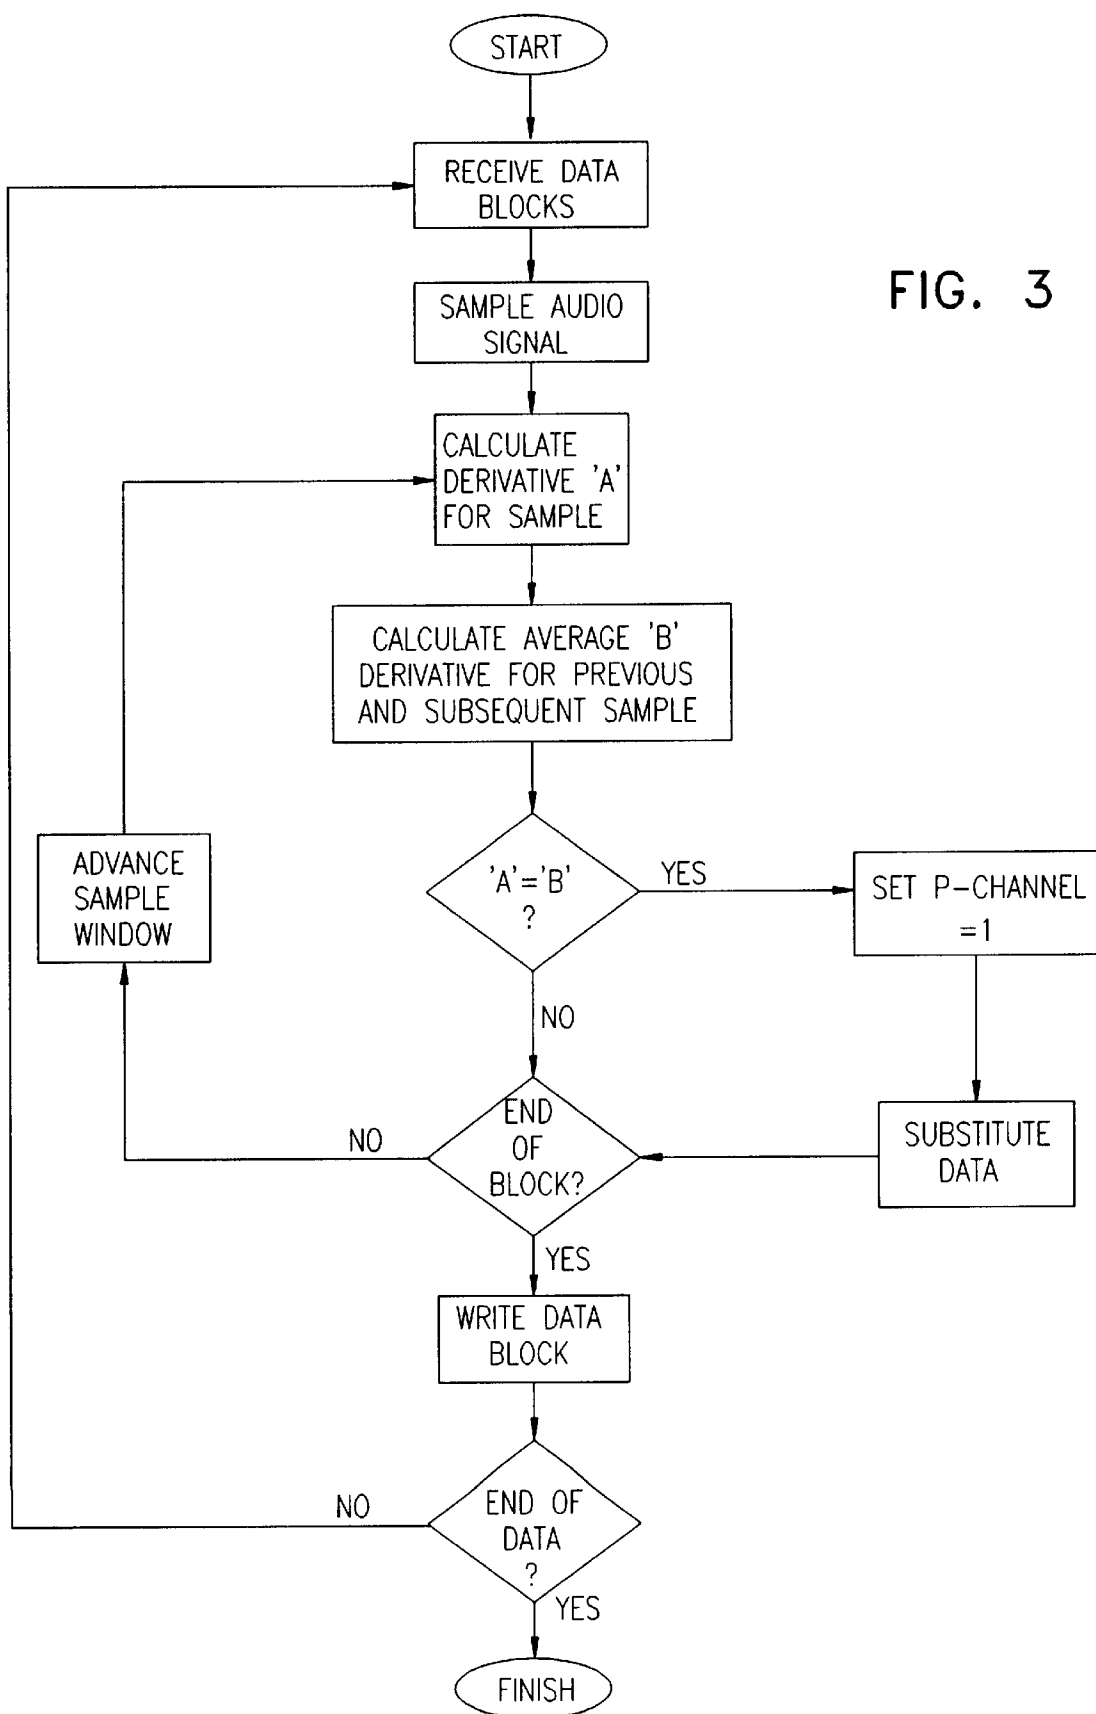 START
RECEIVE DATA
BLOCKS
FIG. 3
SAMPLE AUDIO
SIGNAL
CALCULATE
DERIVATIVE 'A'
FOR SAMPLE
CALCULATE AVERAGE 'B'
DERIVATIVE FOR PREVIOUS
AND SUBSEQUENT SAMPLE
ADVANCE
SAMPLE
WINDOW
'A'='B'
?
YES
SET P-CHANNEL
=1
NO
SUBSTITUTE
DATA
END
OF
BLOCK?
NO
YES
WRITE DATA
BLOCK
END OF
DATA
?
NO
YES
FINISH